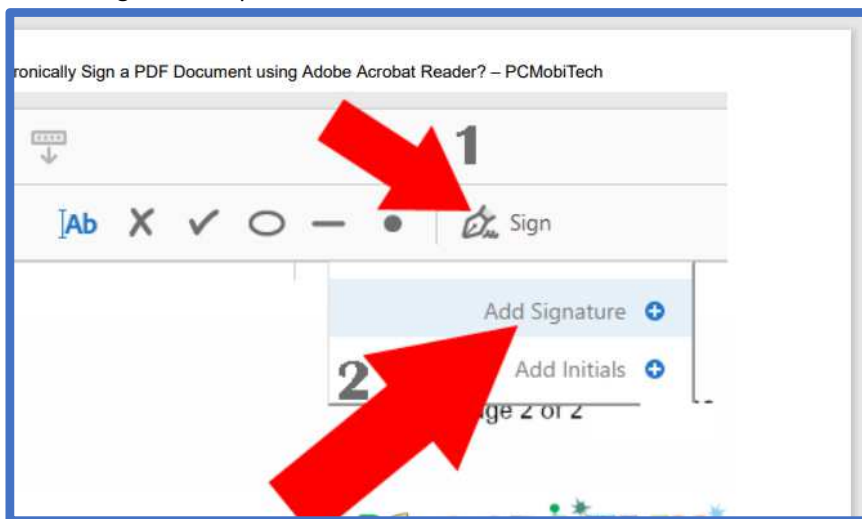 ronically Sign a PDF Document using Adobe Acrobat Reader? – PCMobiTech
1
Ab
Sign
Add Signature
2
Add Initials
ge 2 of 2